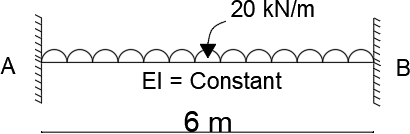 20 kN/m
A
B
EI = Constant
6 m